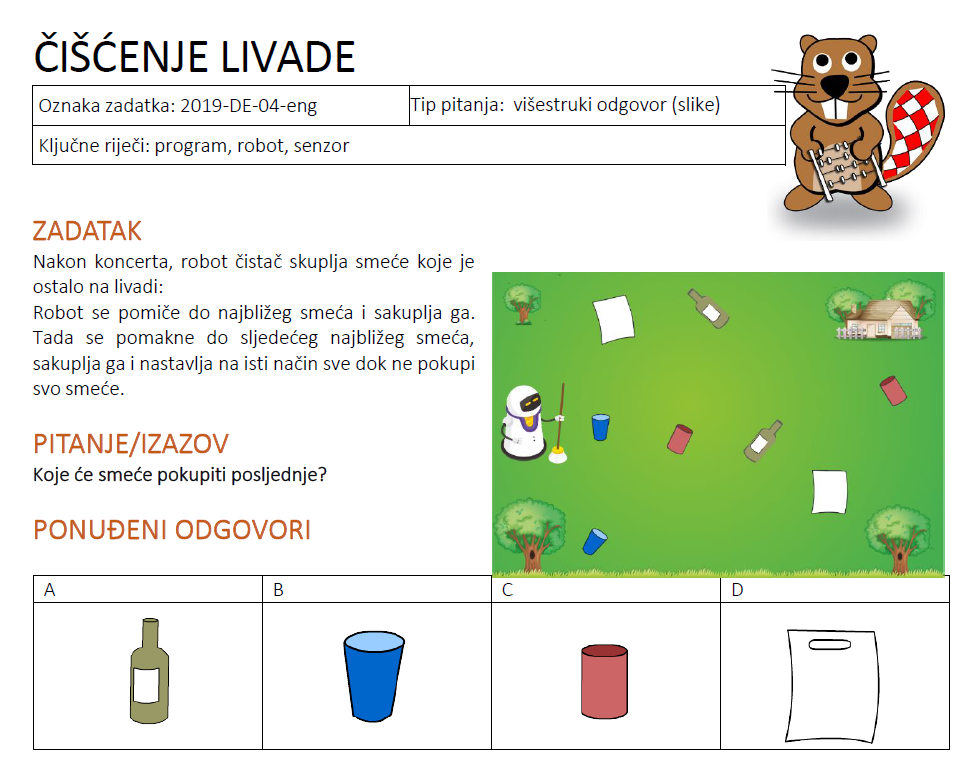 ČIŠĆENJE LIVADE
Oznaka zadatka: 2019-DE-04-eng
Tip pitanja: višestruki odgovor (slike)
Ključne riječi: program, robot, senzor
ZADATAK
Nakon koncerta, robot čistač skuplja smeće koje je
ostalo na livadi:
Robot se pomiče do najbližeg smeća i sakuplja ga.
Tada se pomakne do sljedećeg najbližeg smeća,
sakuplja ga i nastavlja na isti način sve dok ne pokupi
svo smeće.
PITANJE/IZAZOV
Koje će smeće pokupiti posljednje?
PONUĐENI ODGOVORI
A
B
C
D